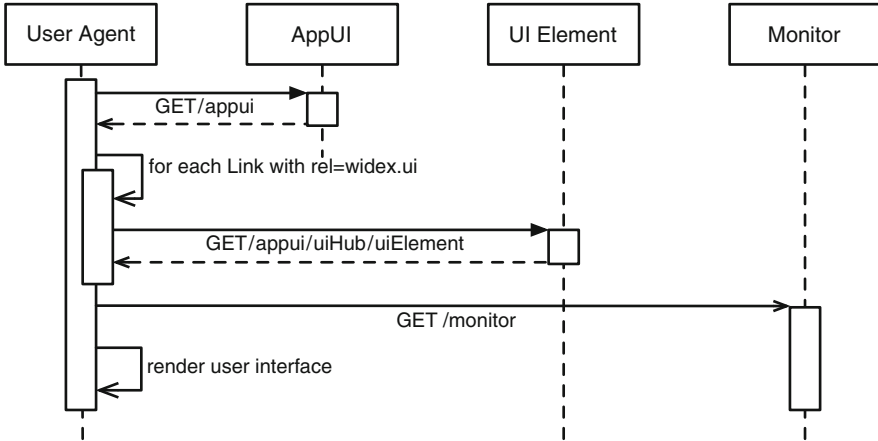 User Agent
AppUI
UI Element
Monitor
GET/appui
for each Link with rel=widex.ui
GET/appui/uiHub/uiElement
GET /monitor
render user interface